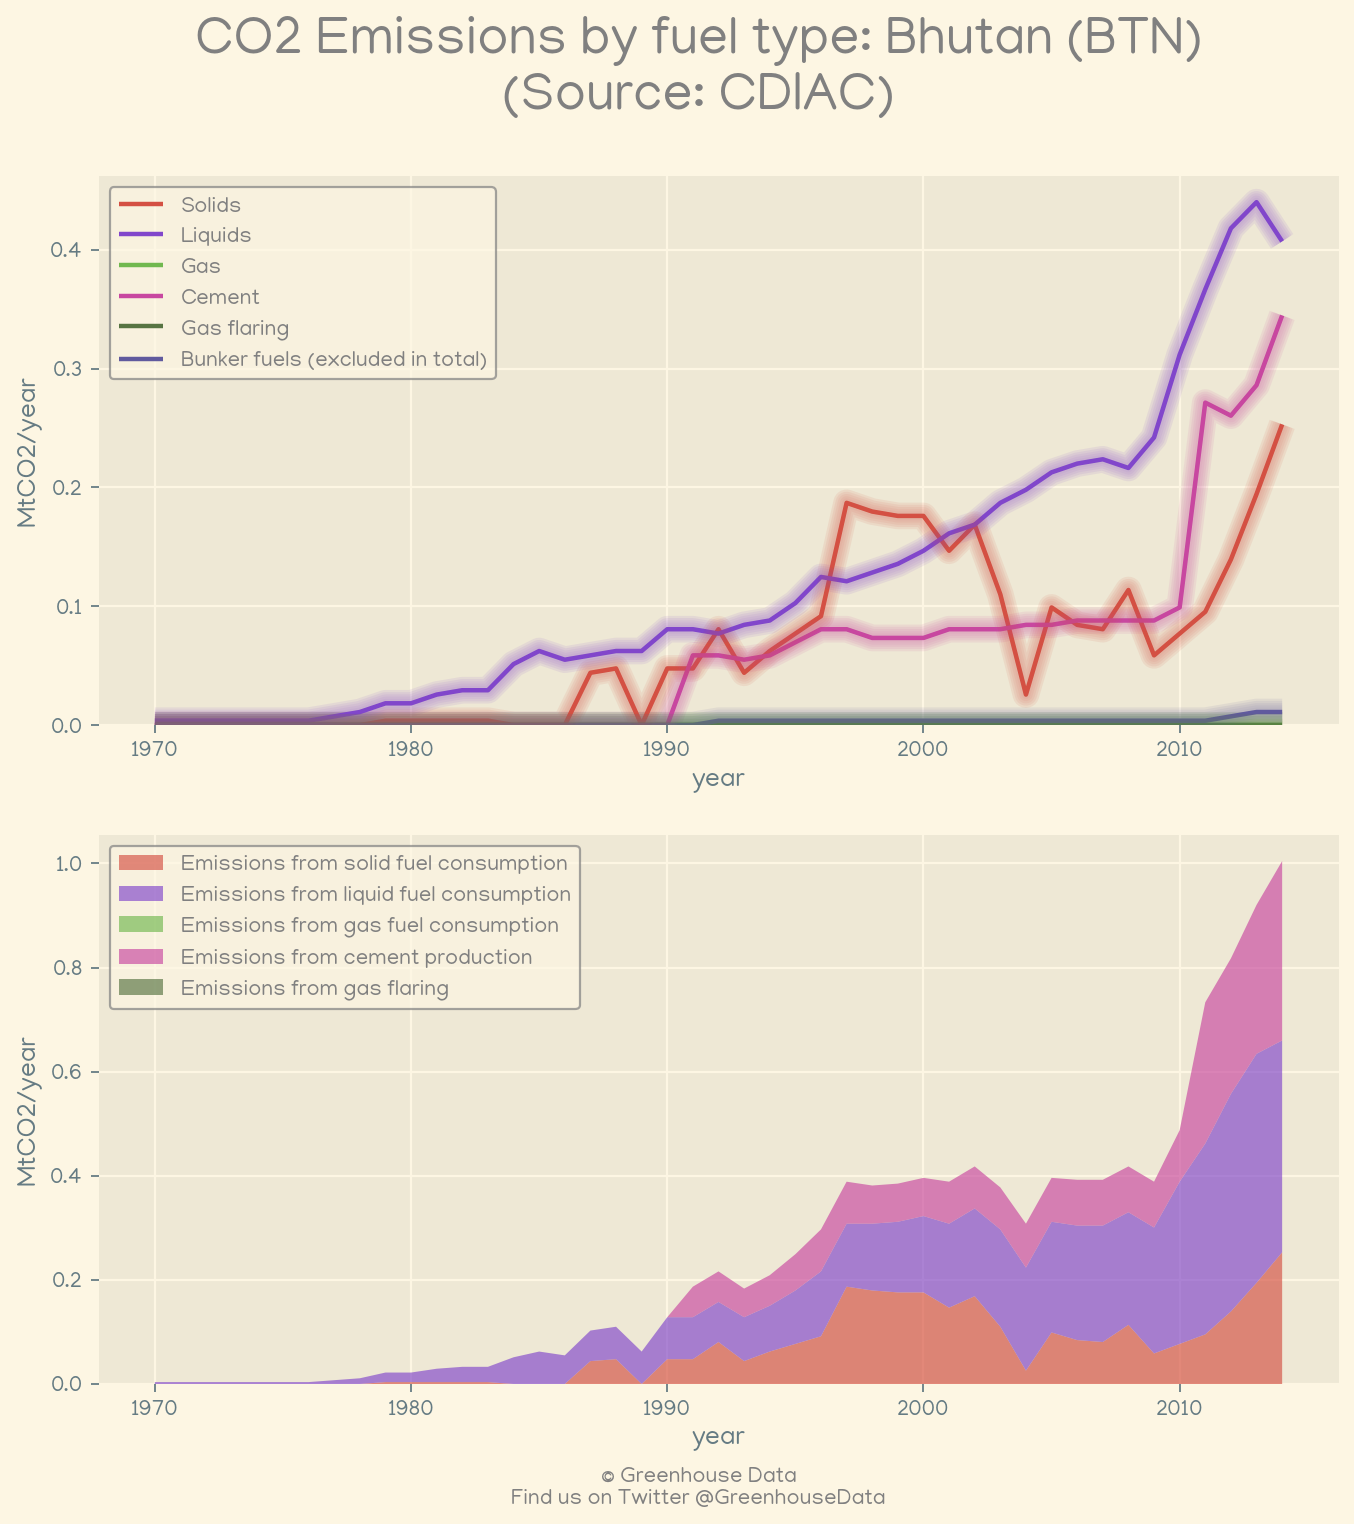 CO2 Emissions by fuel type: Bhutan (BTN)
(Source: CDIAC)
Solids
Liquids
Gas
Cement
Gas flaring
Bunker fuels (excluded in total)
MtCO2/year
0.4
0.3
0.2
0.1
0.0
1970
1980
1990
2000
2010
year
Emissions from solid fuel consumption
Emissions from liquid fuel consumption
Emissions from gas fuel consumption
Emissions from cement production
Emissions from gas flaring
MtCO2/year
1.0
0.8
0.6
0.4
0.2
0.0
1970
1980
1990
2000
2010
year
© Greenhouse Data
Find us on Twitter @GreenhouseData